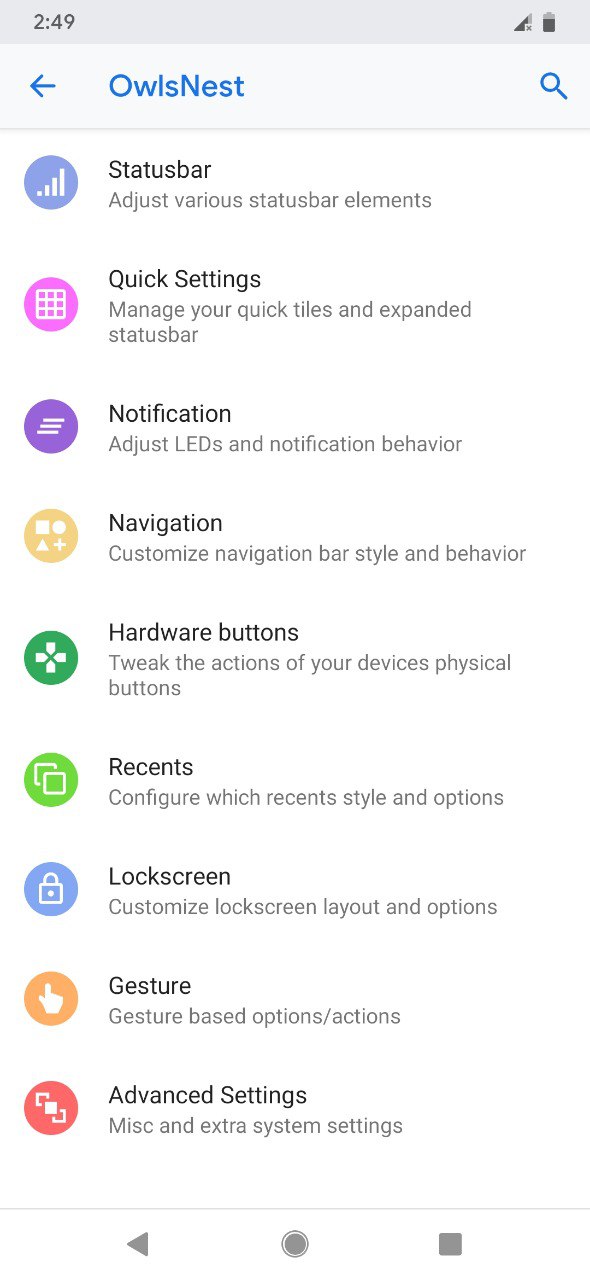 2:49
OwlsNest
Statusbar
Adjust various statusbar elements
Quick Settings
Manage your quick tiles and expanded
statusbar
Notification
Adjust LEDs and notification behavior
Navigation
Customize navigation bar style and behavior
Hardware buttons
Tweak the actions of your devices physical
buttons
Recents
Configure which recents style and options
Lockscreen
Customize lockscreen layout and options
Gesture
Gesture based options/actions
Advanced Settings
Misc and extra system settings